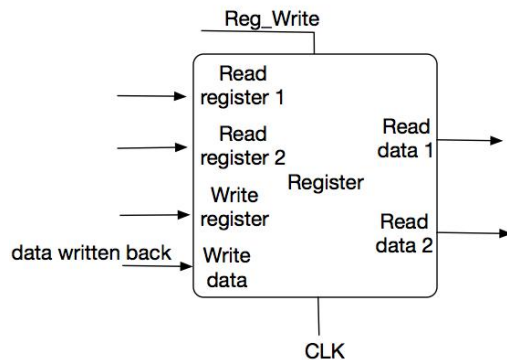 Reg_Write
Read
register 1
Read
register 2
Write
register
data written back
Write
data
Register
Read
data 1
Read
data 2
CLK